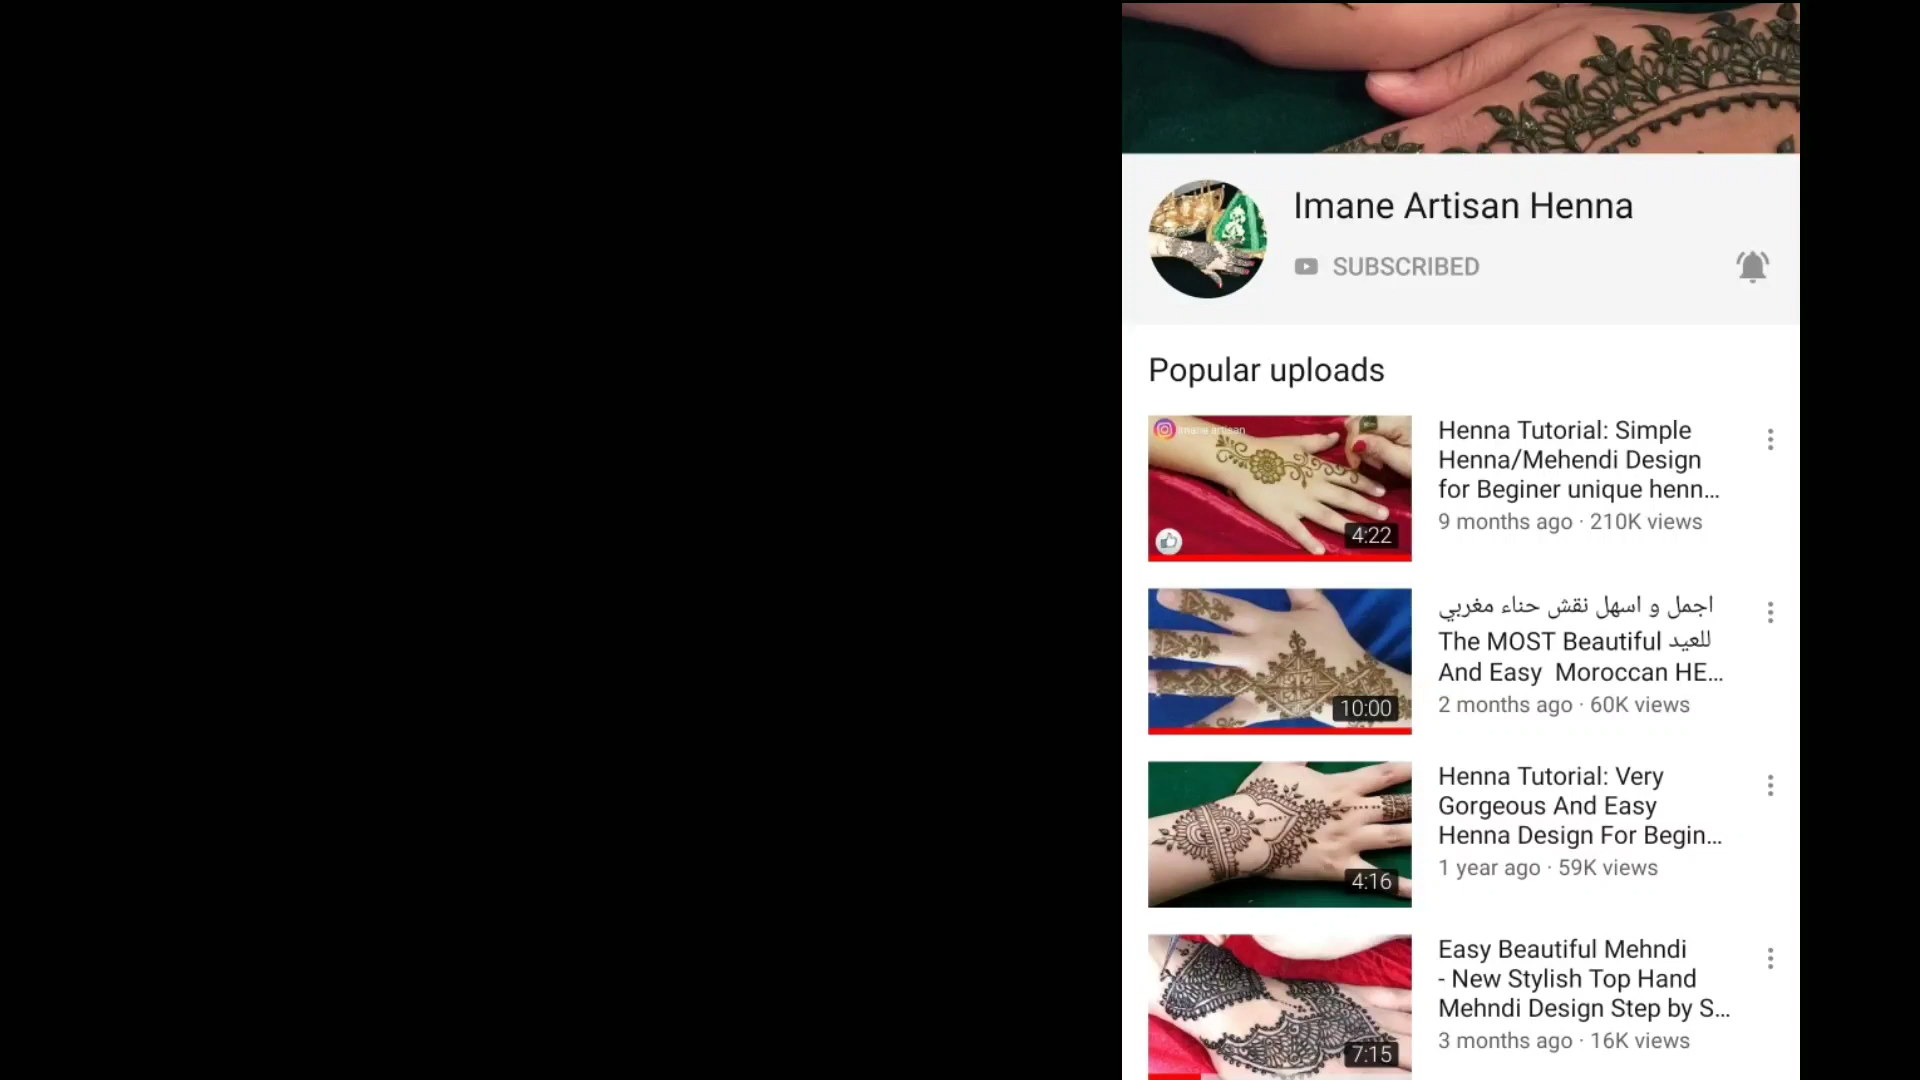 Imane Artisan Henna
SUBSCRIBED
Popular uploads
imane artisan
4:22
Henna Tutorial: Simple
Henna/Mehendi Design
for Beginer unique henn...
9 months ago · 210K views
10:00
اجمل و اسهل نقش حناء مغربي
The MOST Beautiful للعيد
And Easy  Moroccan HE...
2 months ago · 60K views
4:16
Henna Tutorial: Very
Gorgeous And Easy
Henna Design For Begin...
1 year ago · 59K views
7:15
Easy Beautiful Mehndi
- New Stylish Top Hand
Mehndi Design Step by S...
3 months ago · 16K views